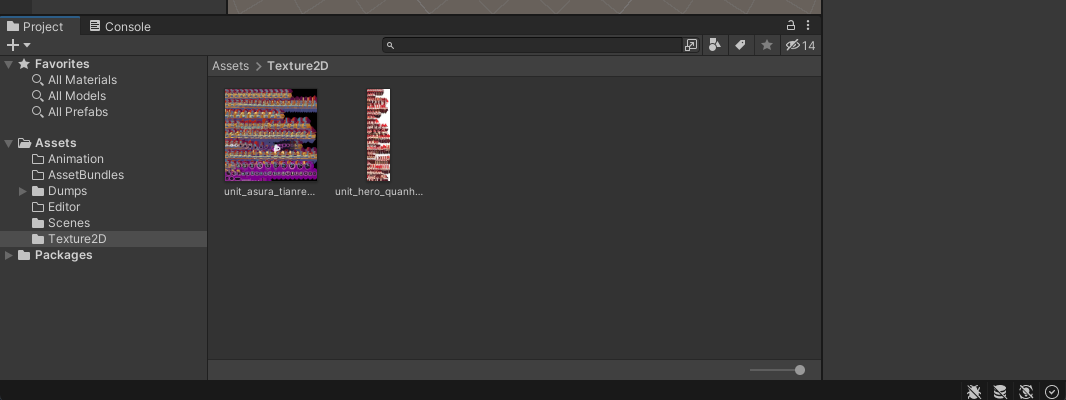 Project
Console
14
Favorites
All Materials
All Models
All Prefabs
Assets
Animation
AssetBundles
Dumps
Editor
Scenes
Texture2D
Packages
Assets > Texture2D
unit_asura_tianre...
unit_hero_quanh...